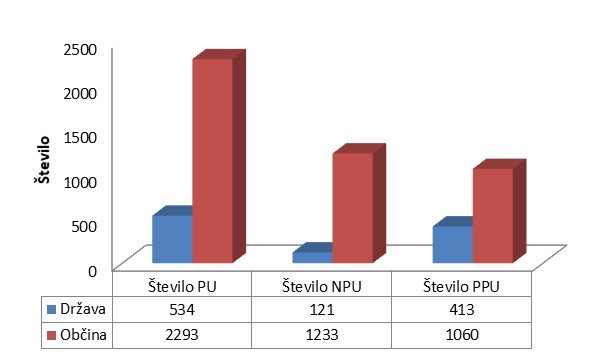 2500
2000
1500
1000
500
0
Število
Število PU Število NPU Število PPU
Država 534 121 413
Občina 2293 1233 1060